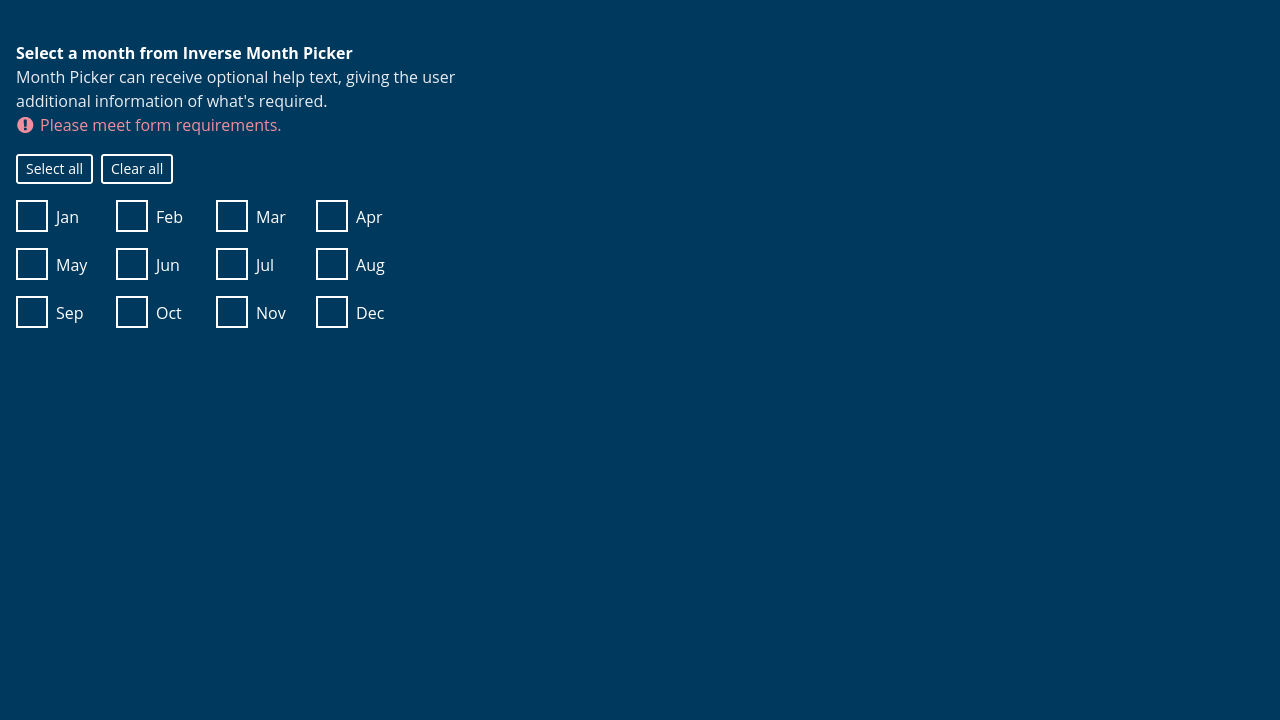 Select a month from Inverse Month Picker
Month Picker can receive optional help text, giving the user
additional information of what's required.
Please meet form requirements.
Select all Clear all
Jan Feb Mar Apr
May Jun Jul Aug
Sep Oct Nov Dec